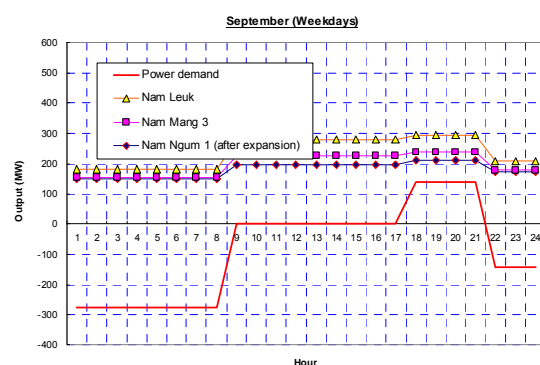 September (Weekdays)
600
500
400
300
200
100
0
-100
-200
-300
-400
Output (MW)
Power demand
Nam Leuk
Nam Mang 3
Nam Ngum 1 (after expansion)
1 2 3 4 5 6 7 8 9 10 11 12 13 14 15 16 17 18 19 20 21 22 23 24
Hour